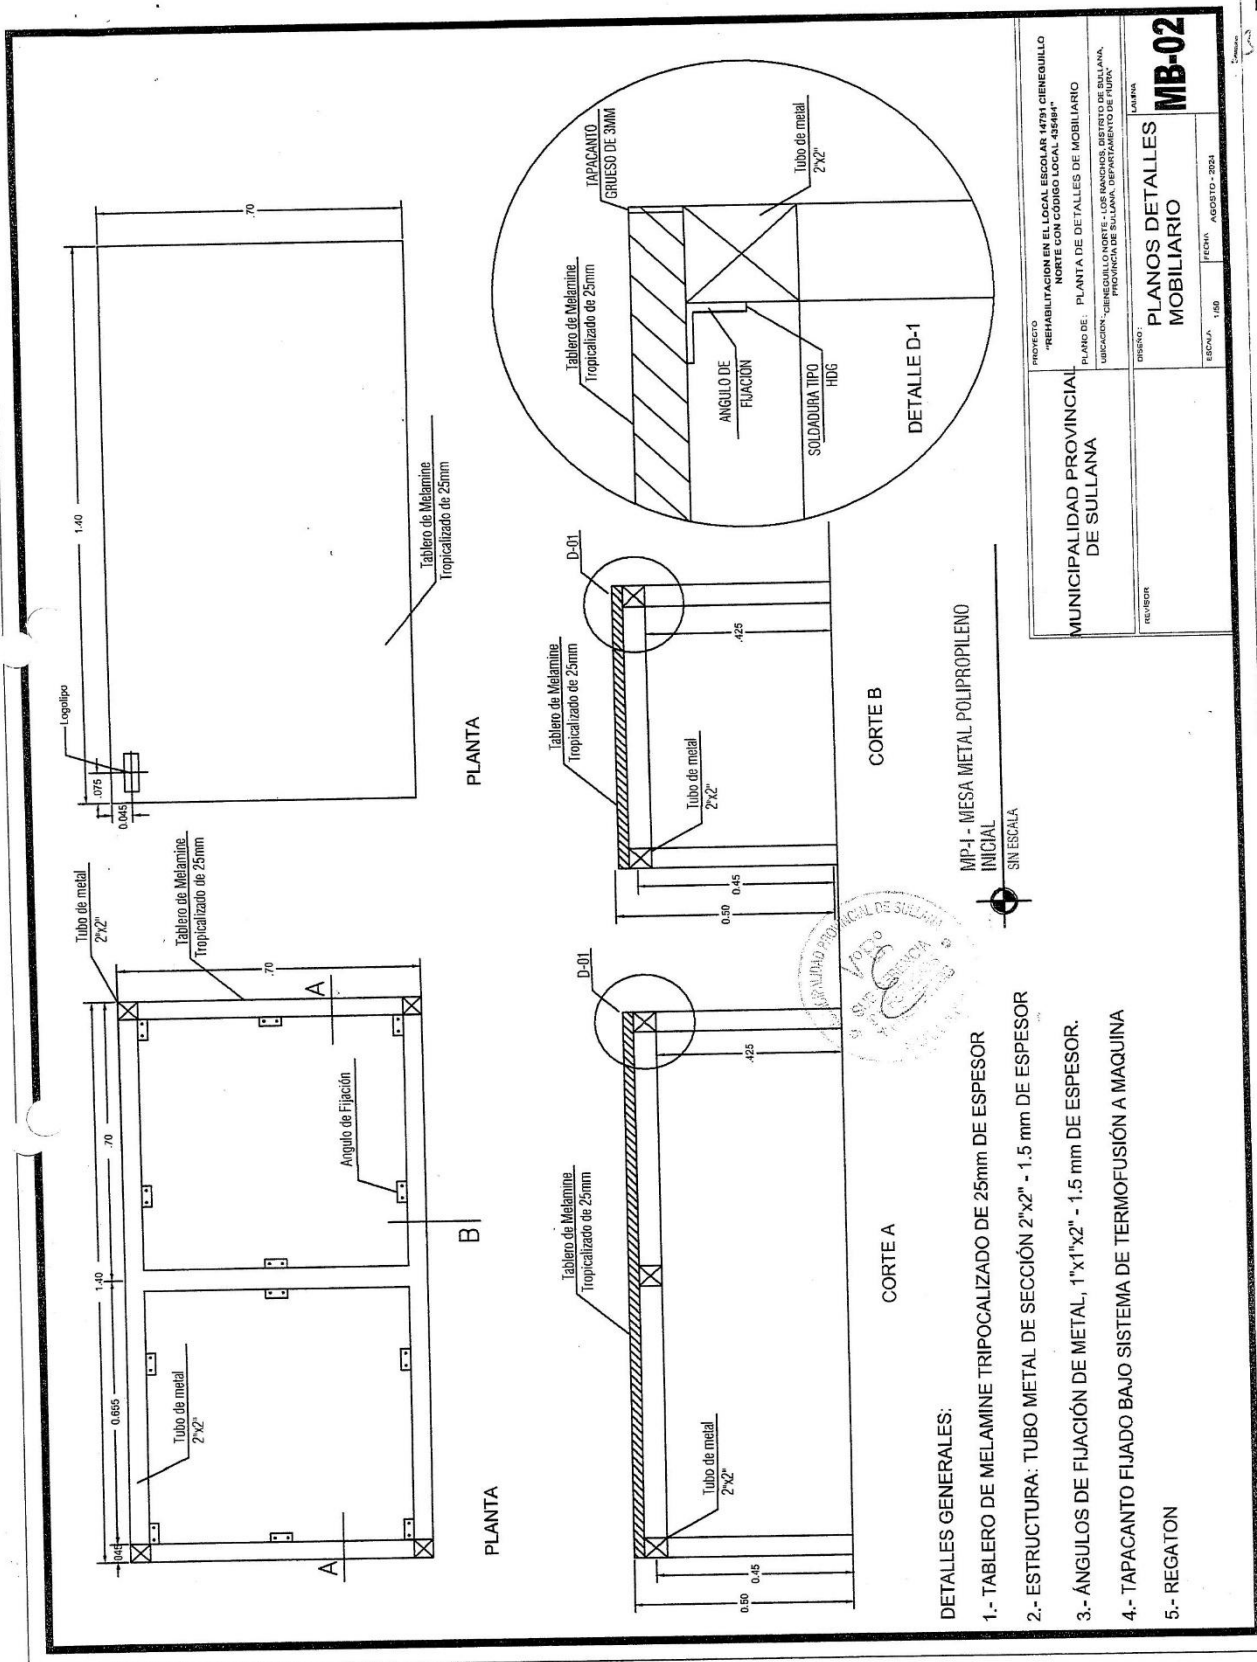 Tubo de metal
2"x2"
Tablero de Melamine
Tropicalizado de 25mm
1.40
0.655
.70
.045
.70
Tubo de metal
2"x2"
Angulo de Fijación
A
A
B
PLANTA
Logolipo
.075
0.045
1.40
.70
Tablero de Melamine
Tropicalizado de 25mm
PLANTA
Tablero de Melamine
Tropicalizado de 25mm
D-01
Tubo de metal
2"x2"
0.50
0.45
.425
CORTE A
Tablero de Melamine
Tropicalizado de 25mm
D-01
Tubo de metal
2"x2"
0.50
0.45
.425
CORTE B
TAPACANTO
GRUESO DE 3MM
Tablero de Melamine
Tropicalizado de 25mm
Tubo de metal
2"x2"
ANGULO DE
FIJACIÓN
SOLDADURA TIPO
HDG
DETALLE D-1
MP-I - MESA METAL POLIPROPILENO
INICIAL
SIN ESCALA
DETALLES GENERALES:
1.- TABLERO DE MELAMINE TRIPOCALIZADO DE 25mm DE ESPESOR
2.- ESTRUCTURA: TUBO METAL DE SECCIÓN 2"x2" - 1.5 mm DE ESPESOR
3.- ÁNGULOS DE FIJACIÓN DE METAL, 1"x1"x2" - 1.5 mm DE ESPESOR.
4.- TAPACANTO FIJADO BAJO SISTEMA DE TERMOFUSIÓN A MAQUINA
5.- REGATON
MUNICIPALIDAD PROVINCIAL
DE SULLANA
REVISOR
PROYECTO
"REHABILITACION EN EL LOCAL ESCOLAR 14791 CIENEGUILLO
NORTE CON CÓDIGO LOCAL 435484"
PLANO DE: PLANTA DE DETALLES DE MOBILIARIO
UBICACION: "CIENEGUILLO NORTE - LOS RANCHOS, DISTRITO DE SULLANA,
PROVINCIA DE SULLANA, DEPARTAMENTO DE PIURA"
DISEÑO:
PLANOS DETALLES
MOBILIARIO
LAMINA
MB-02
ESCALA 1/50
FECHA AGOSTO - 2024
PROVINCIAL DE SULLANA
VºBº